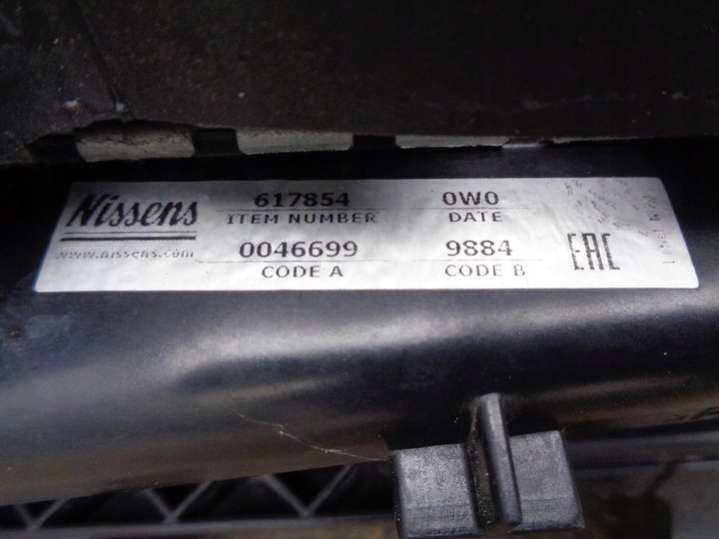 Nissens 617854 0W0
ITEM NUMBER DATE
www.nissens.com 0046699 9884 EAC
CODE A CODE B